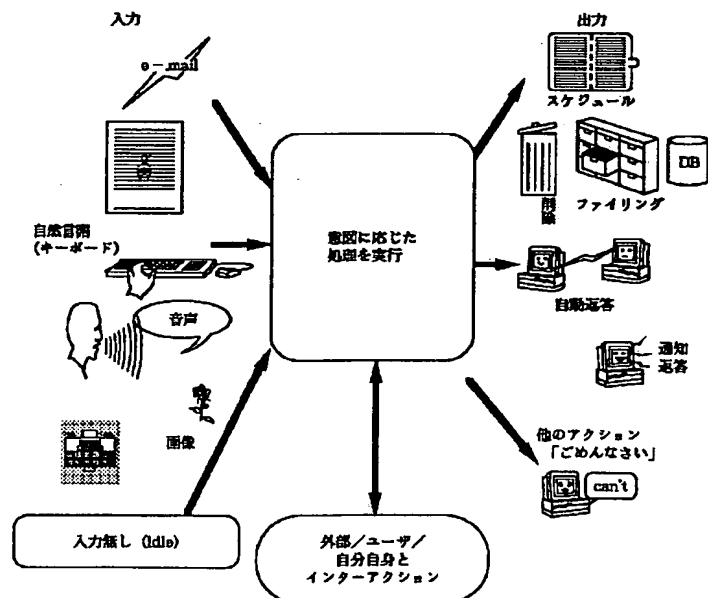 入力
e-mail
自然言語
(キーボード)
音声
画像
入力無し (Idle)
意図に応じた
処理を実行
外部/ユーザ/
自分自身と
インターアクション
出力
スケジュール
削除
ファイリング
DB
自動返答
通知
返答
他のアクション
「ごめんなさい」
can't